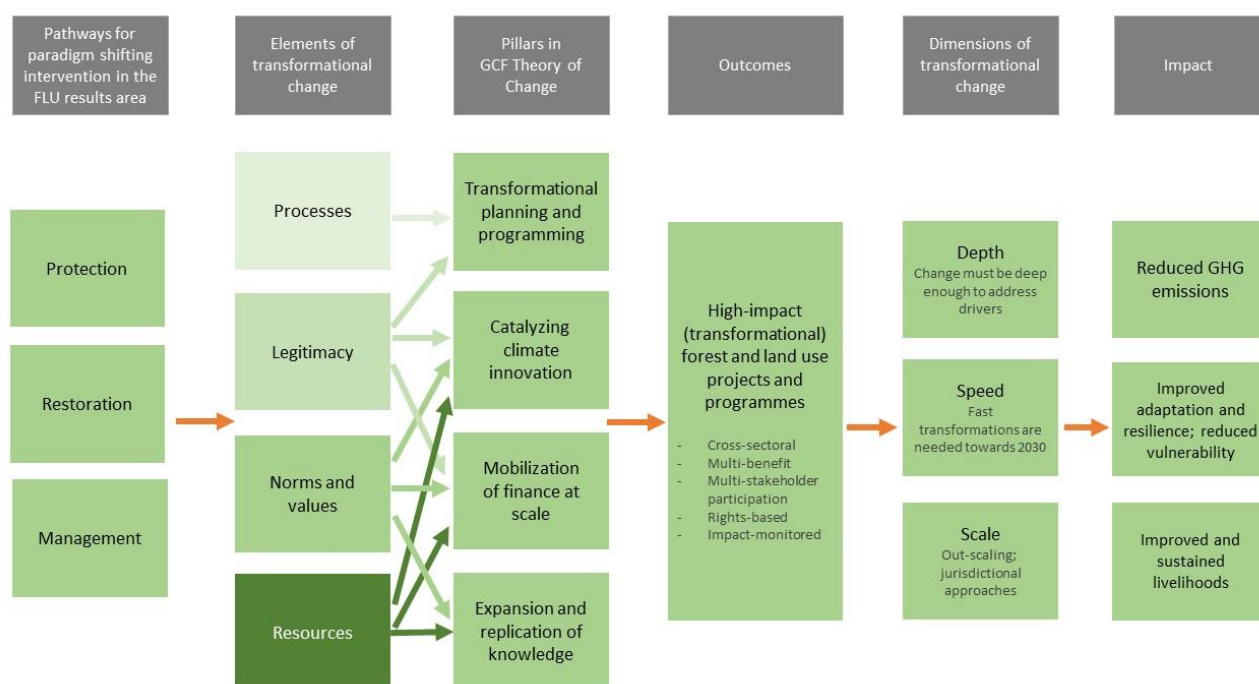 Pathways for
paradigm shifting
intervention in the
FLU results area
Elements of
transformational
change
Pillars in
GCF Theory of
Change
Outcomes
Dimensions of
transformational
change
Impact
Protection
Restoration
Management
Processes
Legitimacy
Norms and
values
Resources
Transformational
planning and
programming
Catalyzing
climate
innovation
Mobilization
of finance at
scale
Expansion and
replication of
knowledge
High-impact
(transformational)
forest and land use
projects and
programmes
- Cross-sectoral
- Multi-benefit
- Multi-stakeholder
participation
- Rights-based
- Impact-monitored
Depth
Change must be deep
enough to address
drivers
Speed
Fast
transformations are
needed towards 2030
Scale
Out-scaling;
jurisdictional
approaches
Reduced GHG
emissions
Improved
adaptation and
resilience; reduced
vulnerability
Improved and
sustained
livelihoods